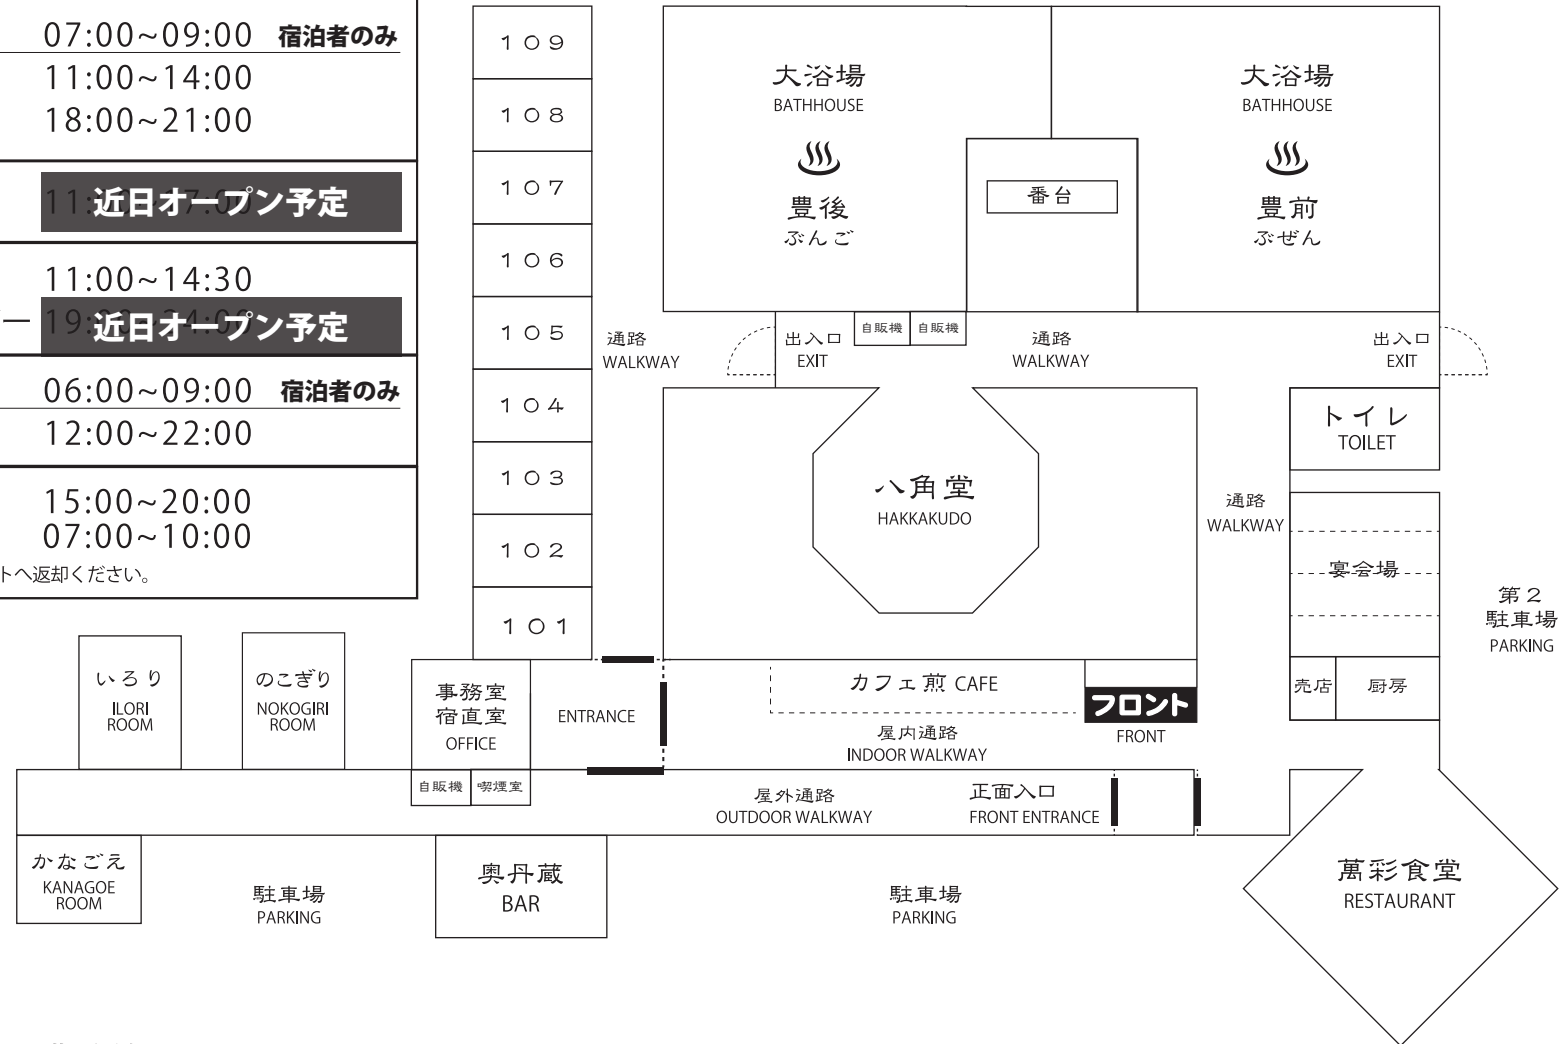 07:00~09:00 宿泊者のみ
11:00~14:00
18:00~21:00
近日オープン予定
11:00~14:30
ー
近日オープン予定
06:00~09:00 宿泊者のみ
12:00~22:00
15:00~20:00
07:00~10:00
トへ返却ください。
109
108
107
106
105
104
103
102
101
大浴場
BATHHOUSE
豊後
ぶんご
番台
大浴場
BATHHOUSE
豊前
ぶぜん
通路
WALKWAY
出入口
EXIT
自販機
自販機
通路
WALKWAY
出入口
EXIT
トイレ
TOILET
八角堂
HAKKAKUDO
通路
WALKWAY
宴会場
第2
駐車場
PARKING
売店
厨房
いろり
ILORI
ROOM
のこぎり
NOKOGIRI
ROOM
事務室
宿直室
OFFICE
ENTRANCE
カフェ煎 CAFE
フロント
FRONT
屋内通路
INDOOR WALKWAY
自販機
喫煙室
屋外通路
OUTDOOR WALKWAY
正面入口
FRONT ENTRANCE
かなごえ
KANAGOE
ROOM
駐車場
PARKING
奥丹蔵
BAR
駐車場
PARKING
萬彩食堂
RESTAURANT